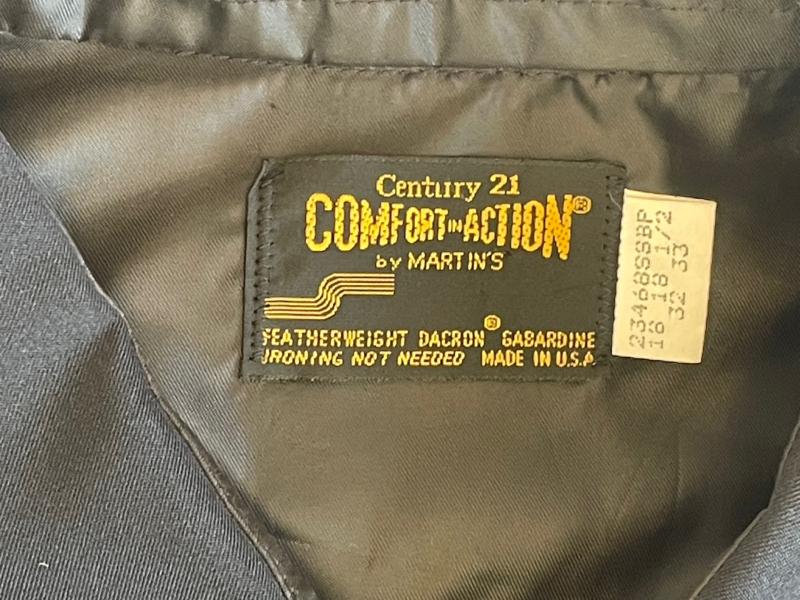 Century 21
COMFORT IN ACTION®
by MARTIN'S
FEATHERWEIGHT DACRON® GABARDINE
IRONING NOT NEEDED MADE IN U.S.A
23468SSBP
16 18 1/2
32 33